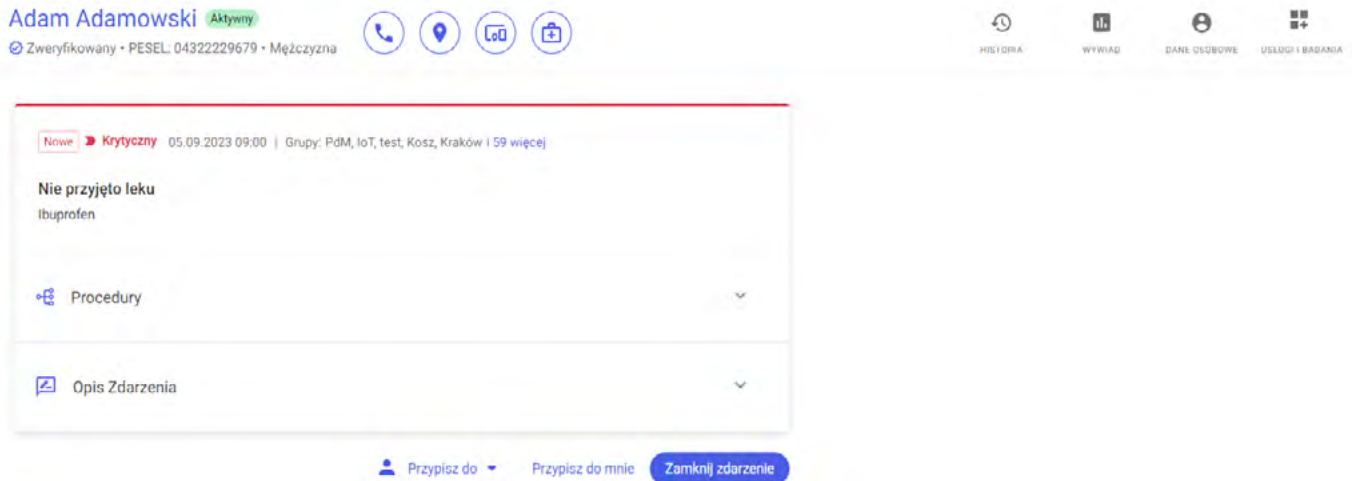 Adam Adamowski Aktywny
Zweryfikowany • PESEL: 04322229679 • Mężczyzna
HISTORIA
WYWIAD
DANE OSOBOWE
USŁUGI I BADANIA
Nowe Krytyczny 05.09.2023 09:00 | Grupy: PdM, IoT, test, Kosz, Kraków i 59 więcej
Nie przyjęto leku
Ibuprofen
Procedury
Opis Zdarzenia
Przypisz do Przypisz do mnie Zamknij zdarzenie